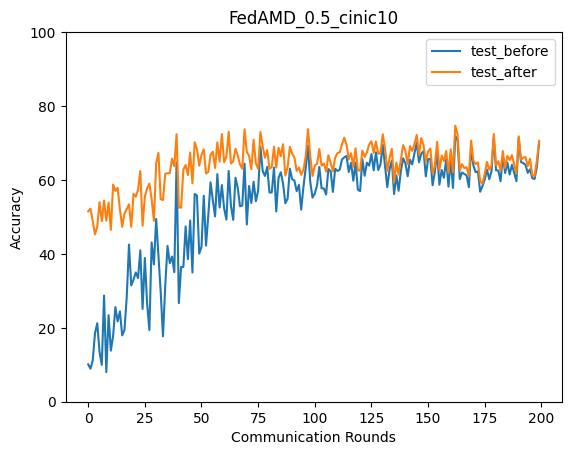 FedAMD_0.5_cinic10
100
80
60
40
20
0
Accuracy
test_before
test_after
0 25 50 75 100 125 150 175 200
Communication Rounds